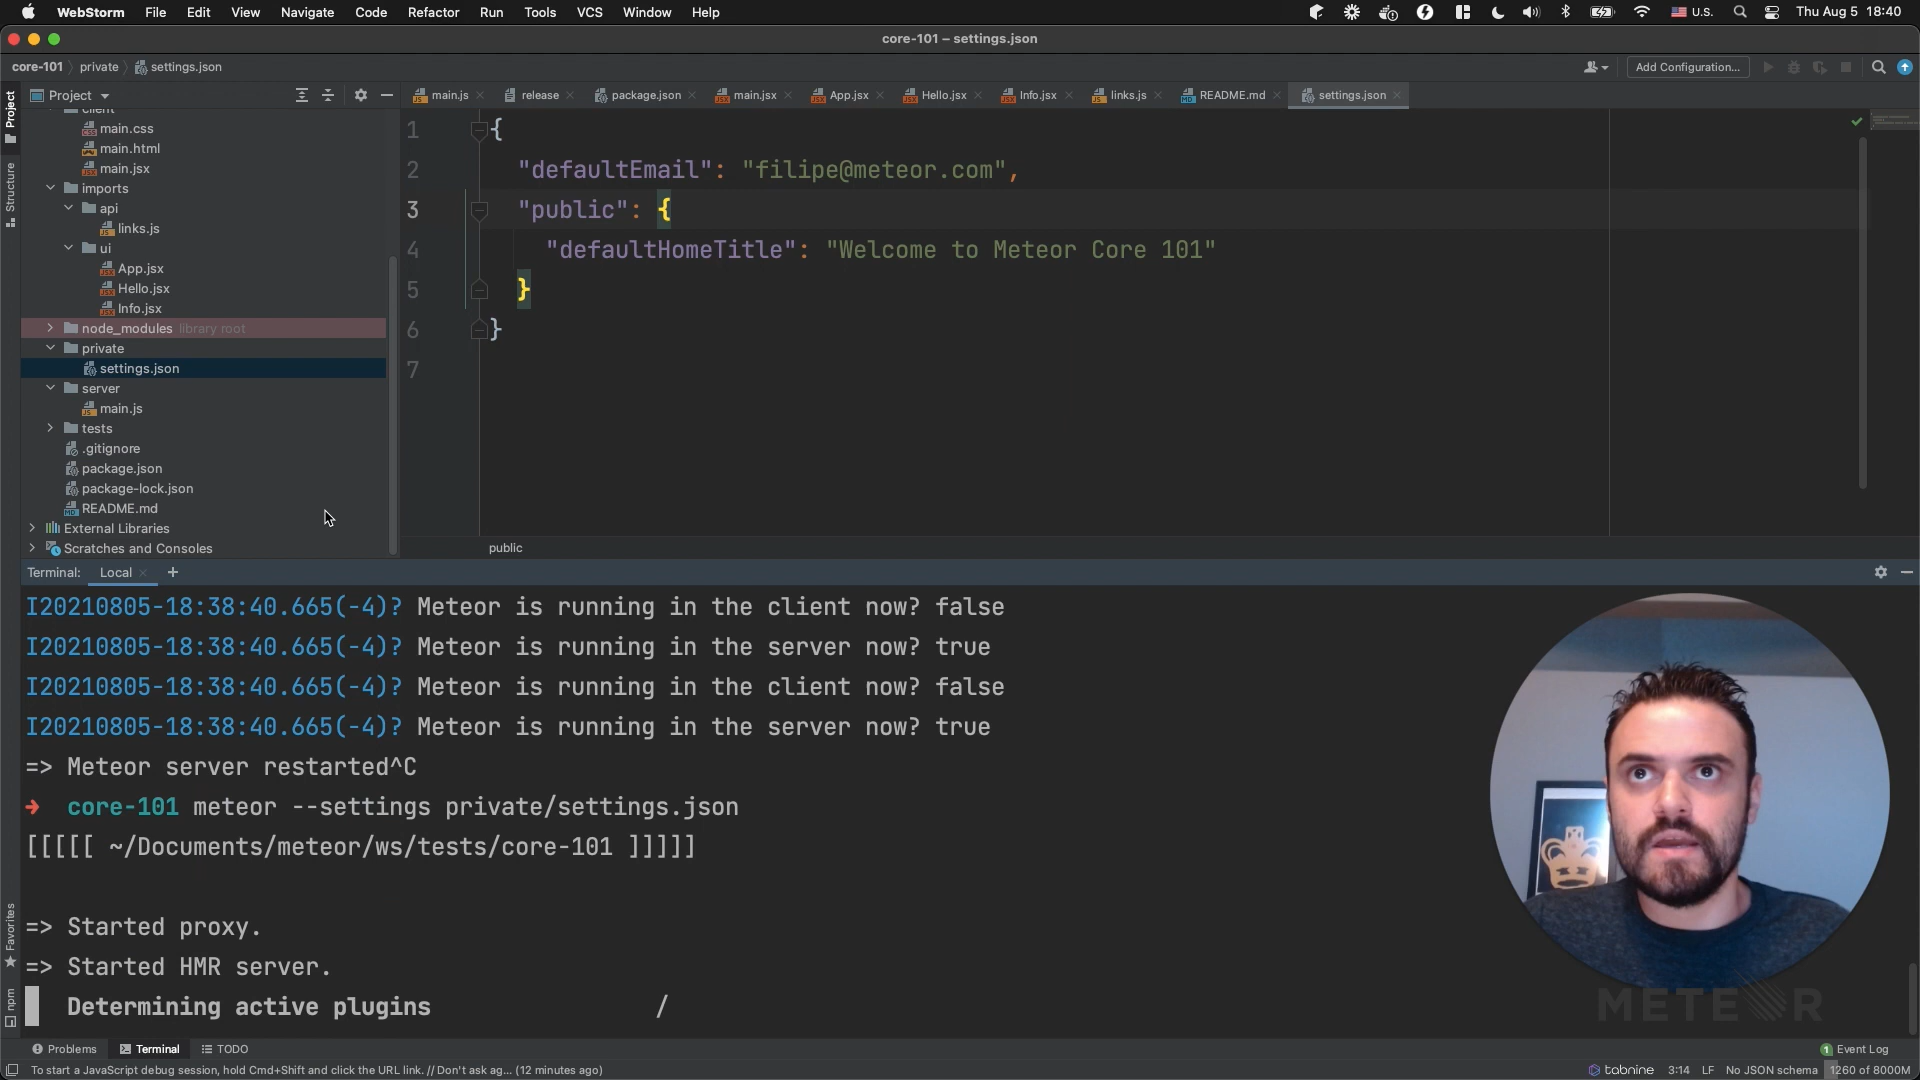 WebStorm File Edit View Navigate Code Refactor Run Tools VCS Window Help U.S. Thu Aug 5 18:40
core-101 – settings.json
core-101 private settings.json Add Configuration...
Project
main.js release package.json main.jsx App.jsx Hello.jsx Info.jsx links.js README.md settings.json
client
main.css
main.html
main.jsx
imports
api
links.js
ui
App.jsx
Hello.jsx
Info.jsx
node_modules library root
private
settings.json
server
main.js
tests
.gitignore
package.json
package-lock.json
README.md
External Libraries
Scratches and Consoles
Project
Structure
Favorites
npm
1 {
2 "defaultEmail": "filipe@meteor.com",
3 "public": {
4 "defaultHomeTitle": "Welcome to Meteor Core 101"
5 }
6 }
7
public
Terminal: Local +
I20210805-18:38:40.665(-4)? Meteor is running in the client now? false
I20210805-18:38:40.665(-4)? Meteor is running in the server now? true
I20210805-18:38:40.665(-4)? Meteor is running in the client now? false
I20210805-18:38:40.665(-4)? Meteor is running in the server now? true
=> Meteor server restarted^C
➜ core-101 meteor --settings private/settings.json
[[[[[ ~/Documents/meteor/ws/tests/core-101 ]]]]]
=> Started proxy.
=> Started HMR server.
Determining active plugins /
METEOR
Problems Terminal TODO 1 Event Log
To start a JavaScript debug session, hold Cmd+Shift and click the URL link. // Don't ask ag... (12 minutes ago) tabnine 3:14 LF No JSON schema 1260 of 8000M